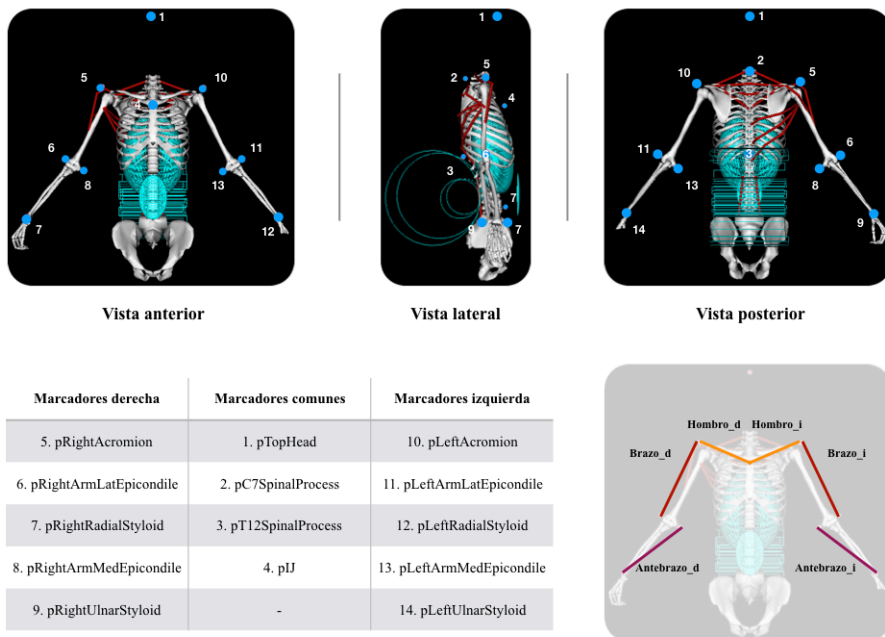 1
5
10
4
6
11
8
13
7
12
1
5
2
4
6
3
7
9
7
1
2
10
5
11
3
6
13
8
14
9
Vista anterior
Vista lateral
Vista posterior
Marcadores derecha Marcadores comunes Marcadores izquierda
5. pRightAcromion 1. pTopHead 10. pLeftAcromion
6. pRightArmLatEpicondile 2. pC7SpinalProcess 11. pLeftArmLatEpicondile
7. pRightRadialStyloid 3. pT12SpinalProcess 12. pLeftRadialStyloid
8. pRightArmMedEpicondile 4. pIJ 13. pLeftArmMedEpicondile
9. pRightUlnarStyloid - 14. pLeftUlnarStyloid
Hombro_d Hombro_i
Brazo_d Brazo_i
Antebrazo_d Antebrazo_i